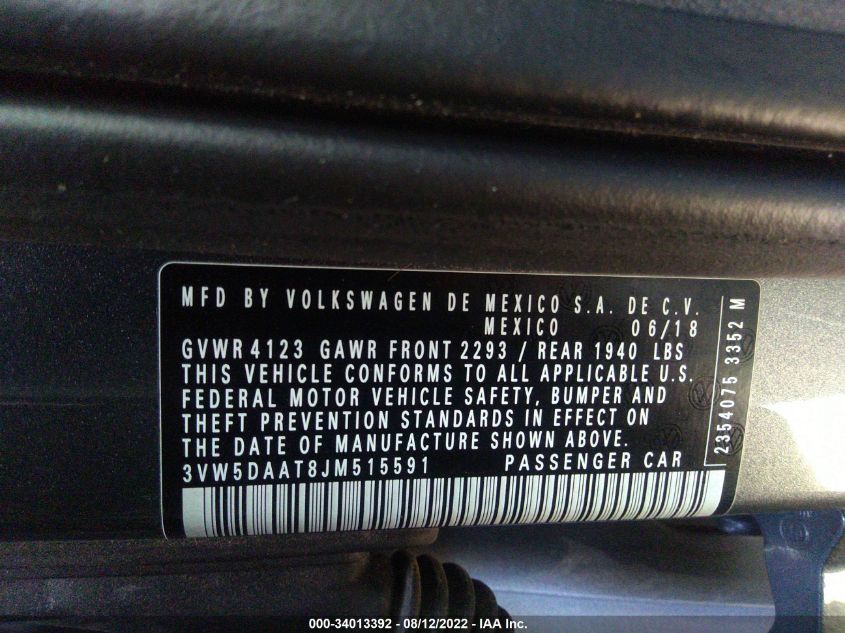 MFD BY VOLKSWAGEN DE MEXICO S.A. DE C.V.
MEXICO 06/18
GVWR 4123 GAWR FRONT 2293 / REAR 1940 LBS
THIS VEHICLE CONFORMS TO ALL APPLICABLE U.S.
FEDERAL MOTOR VEHICLE SAFETY, BUMPER AND
THEFT PREVENTION STANDARDS IN EFFECT ON
THE DATE OF MANUFACTURE SHOWN ABOVE.
3VW5DAAT8JM515591 PASSENGER CAR
2354075 3352 M
000-34013392 - 08/12/2022 - IAA Inc.